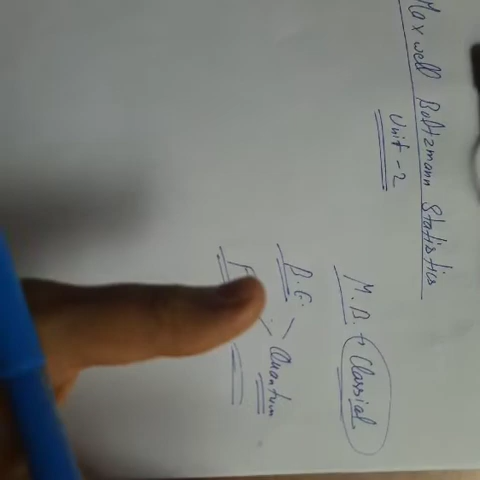 Maxwell Boltzmann Statistics
Unit-2
M.B. → Classical
B.E. > Quantum
F